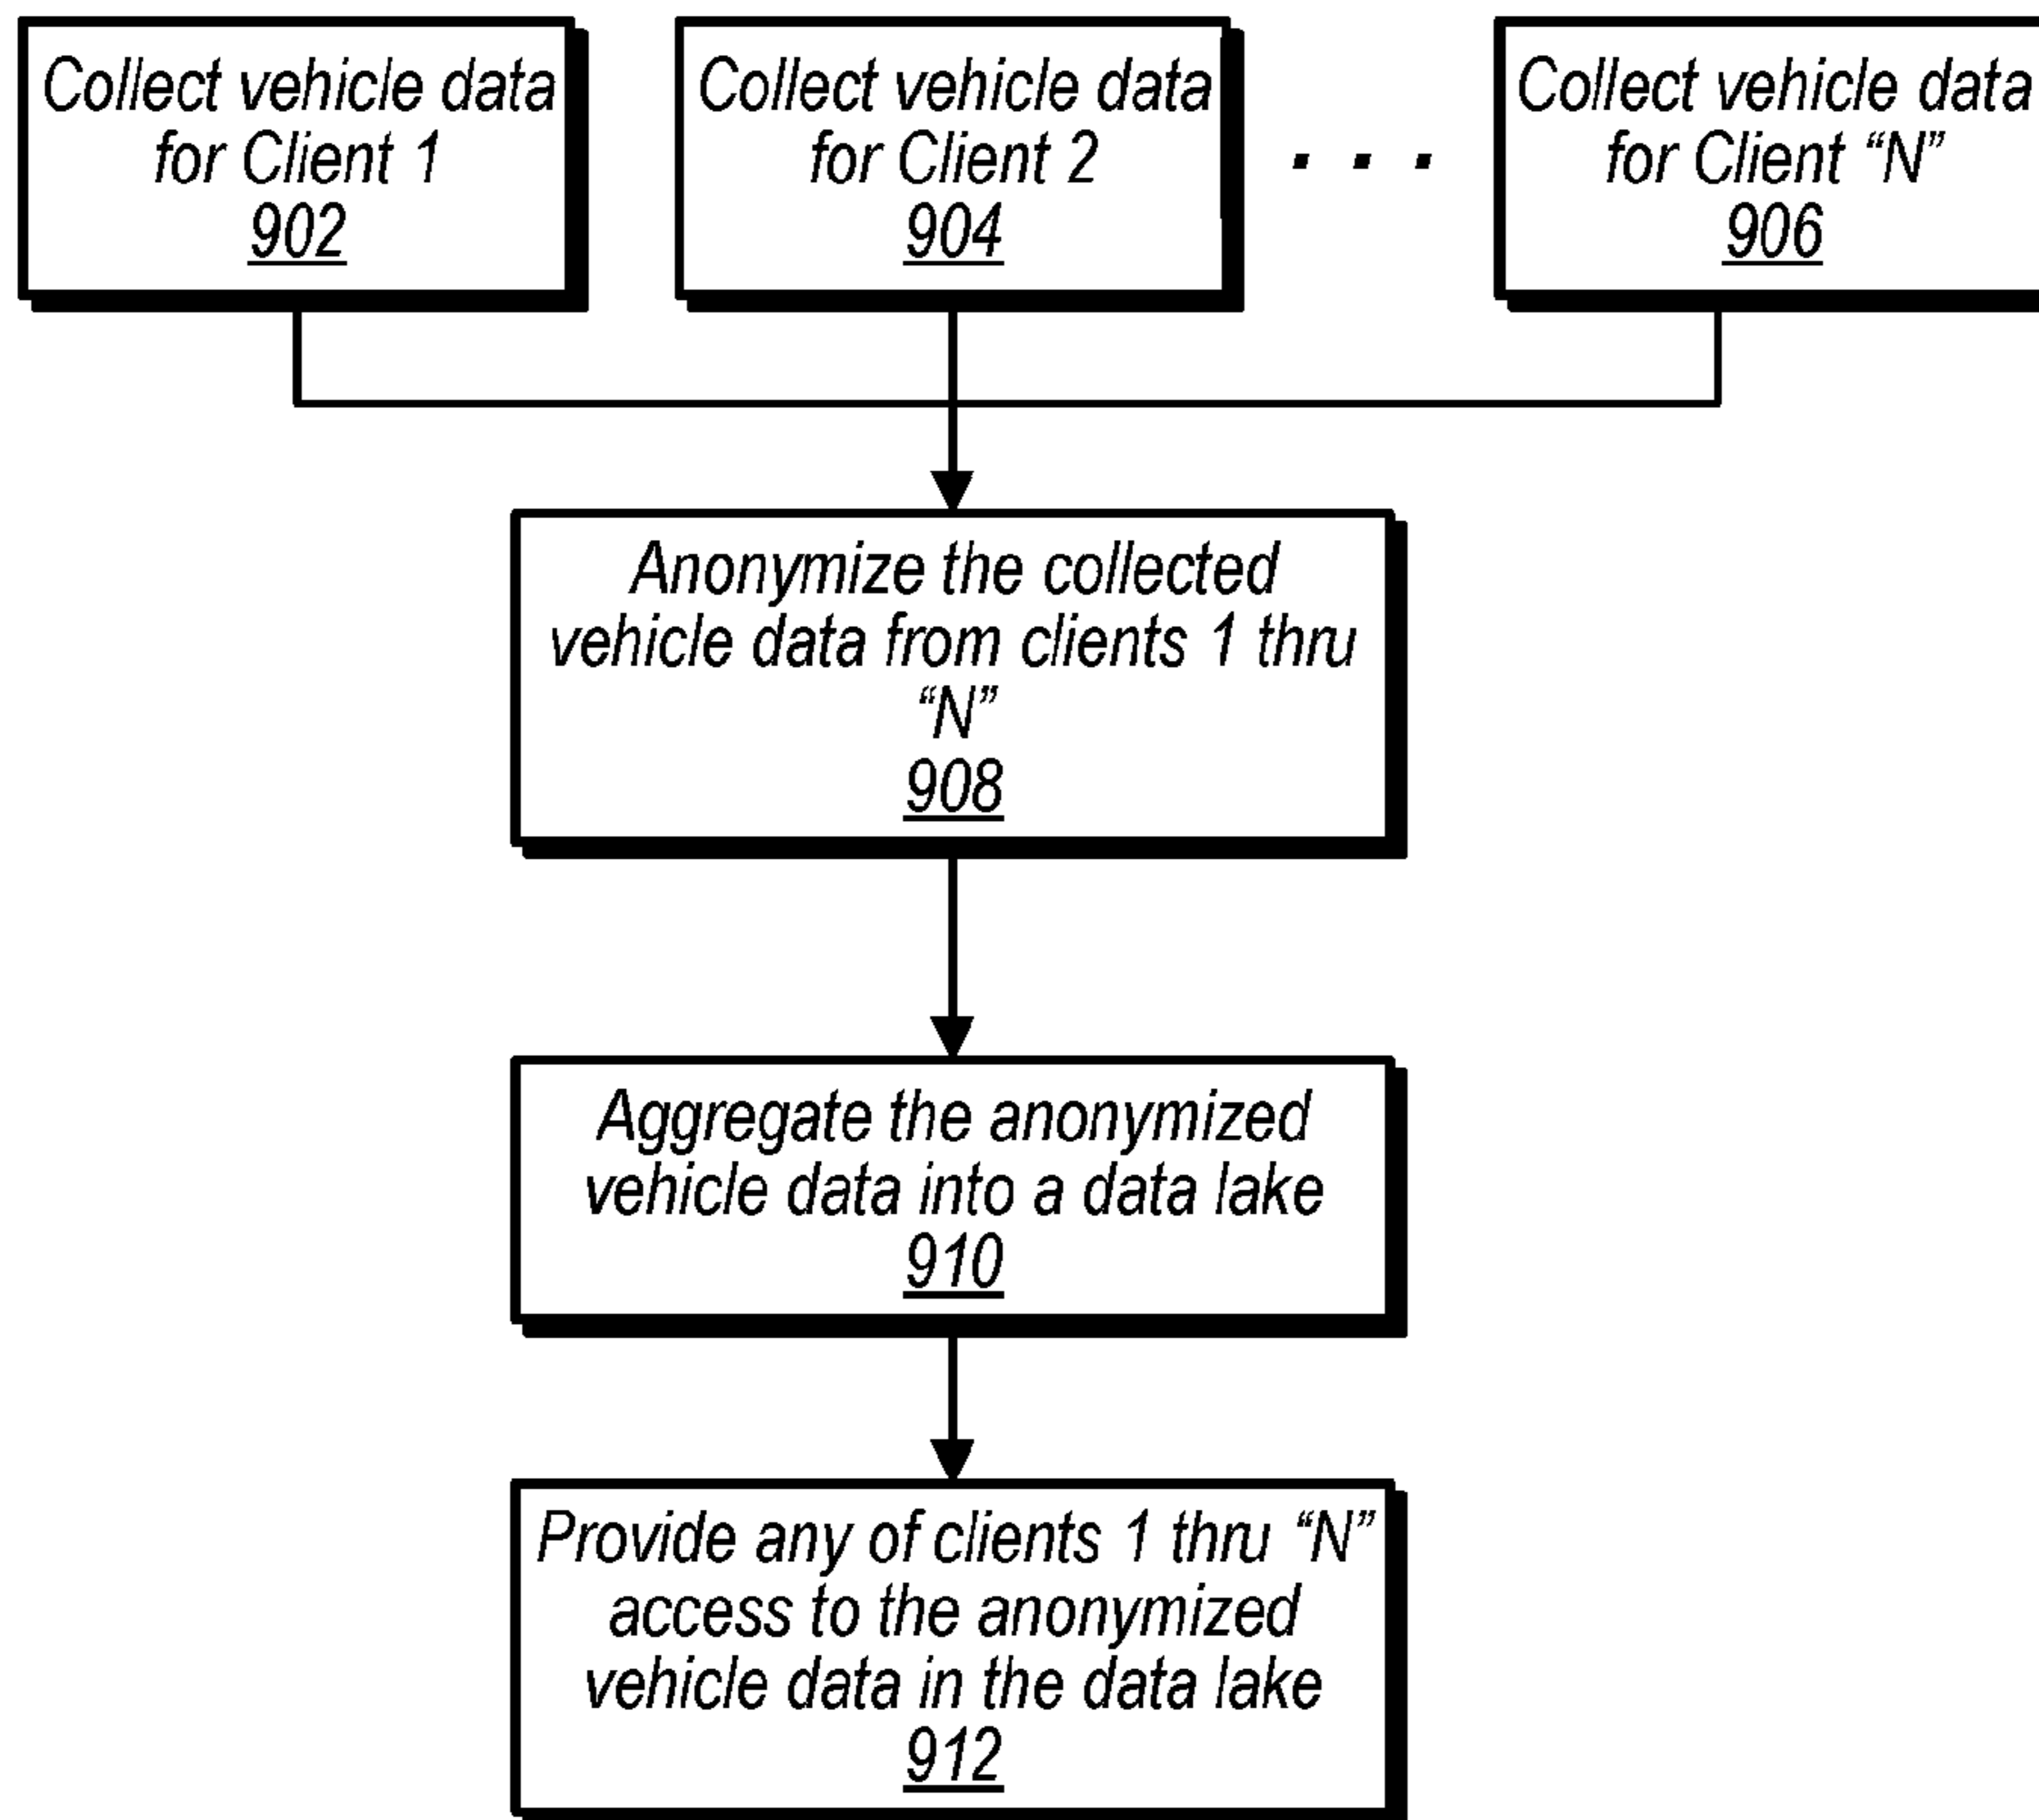 Collect vehicle data
for Client 1
902
Collect vehicle data
for Client 2
904
. . .
Collect vehicle data
for Client “N”
906
Anonymize the collected
vehicle data from clients 1 thru
“N”
908
Aggregate the anonymized
vehicle data into a data lake
910
Provide any of clients 1 thru “N”
access to the anonymized
vehicle data in the data lake
912